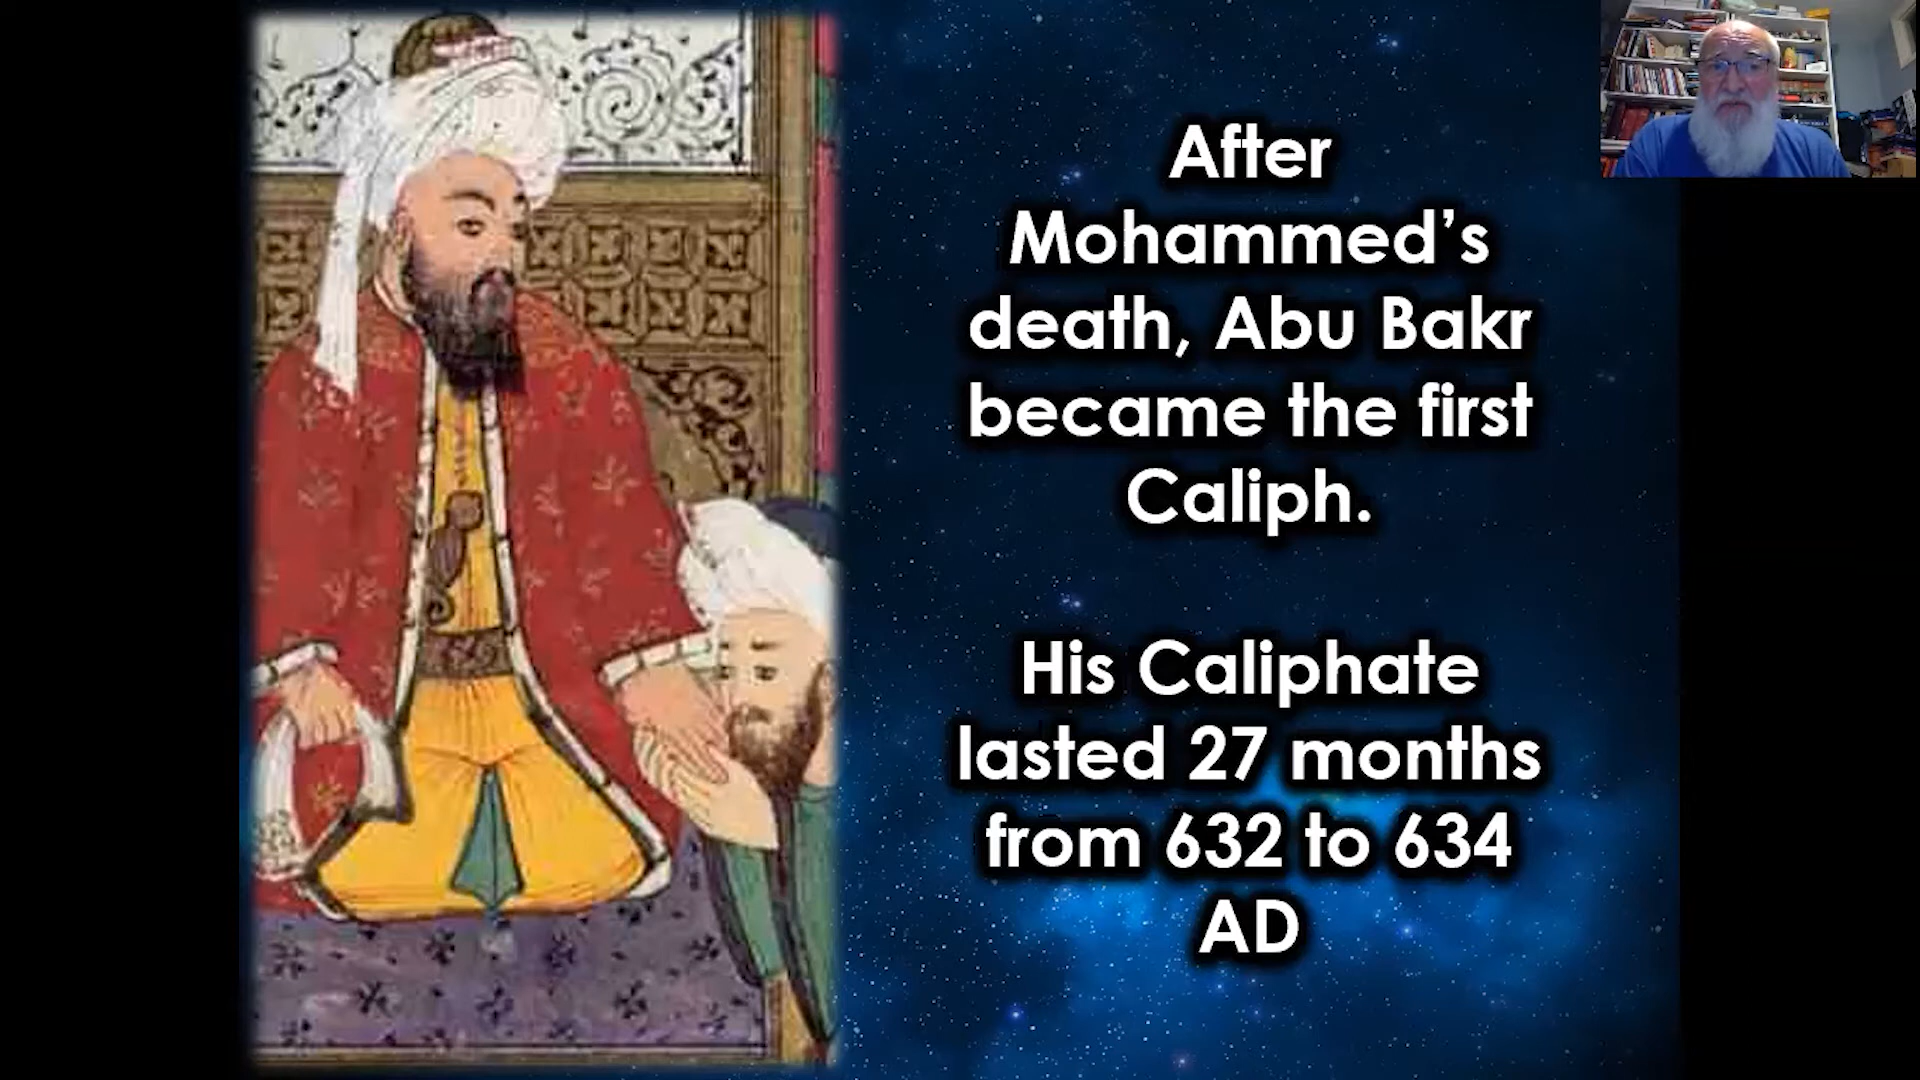 After
Mohammed’s
death, Abu Bakr
became the first
Caliph.
His Caliphate
lasted 27 months
from 632 to 634
AD